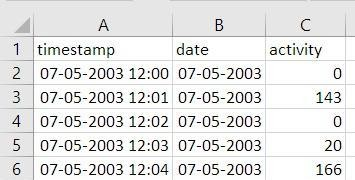 A B C
1 timestamp date activity
2 07-05-2003 12:00 07-05-2003 0
3 07-05-2003 12:01 07-05-2003 143
4 07-05-2003 12:02 07-05-2003 0
5 07-05-2003 12:03 07-05-2003 20
6 07-05-2003 12:04 07-05-2003 166